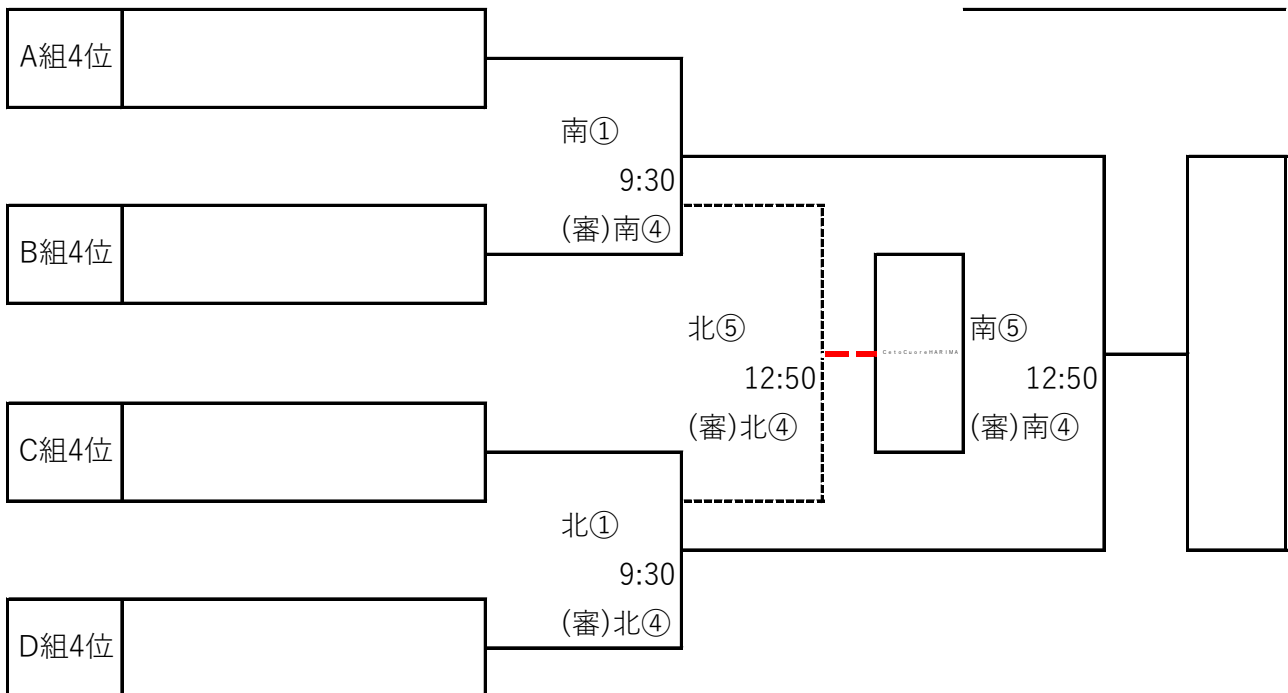 A組4位
南①
9:30
(審)南④
B組4位
北⑤
12:50
(審)北④
CetoCuoreHARIMA
南⑤
12:50
(審)南④
C組4位
北①
9:30
(審)北④
D組4位